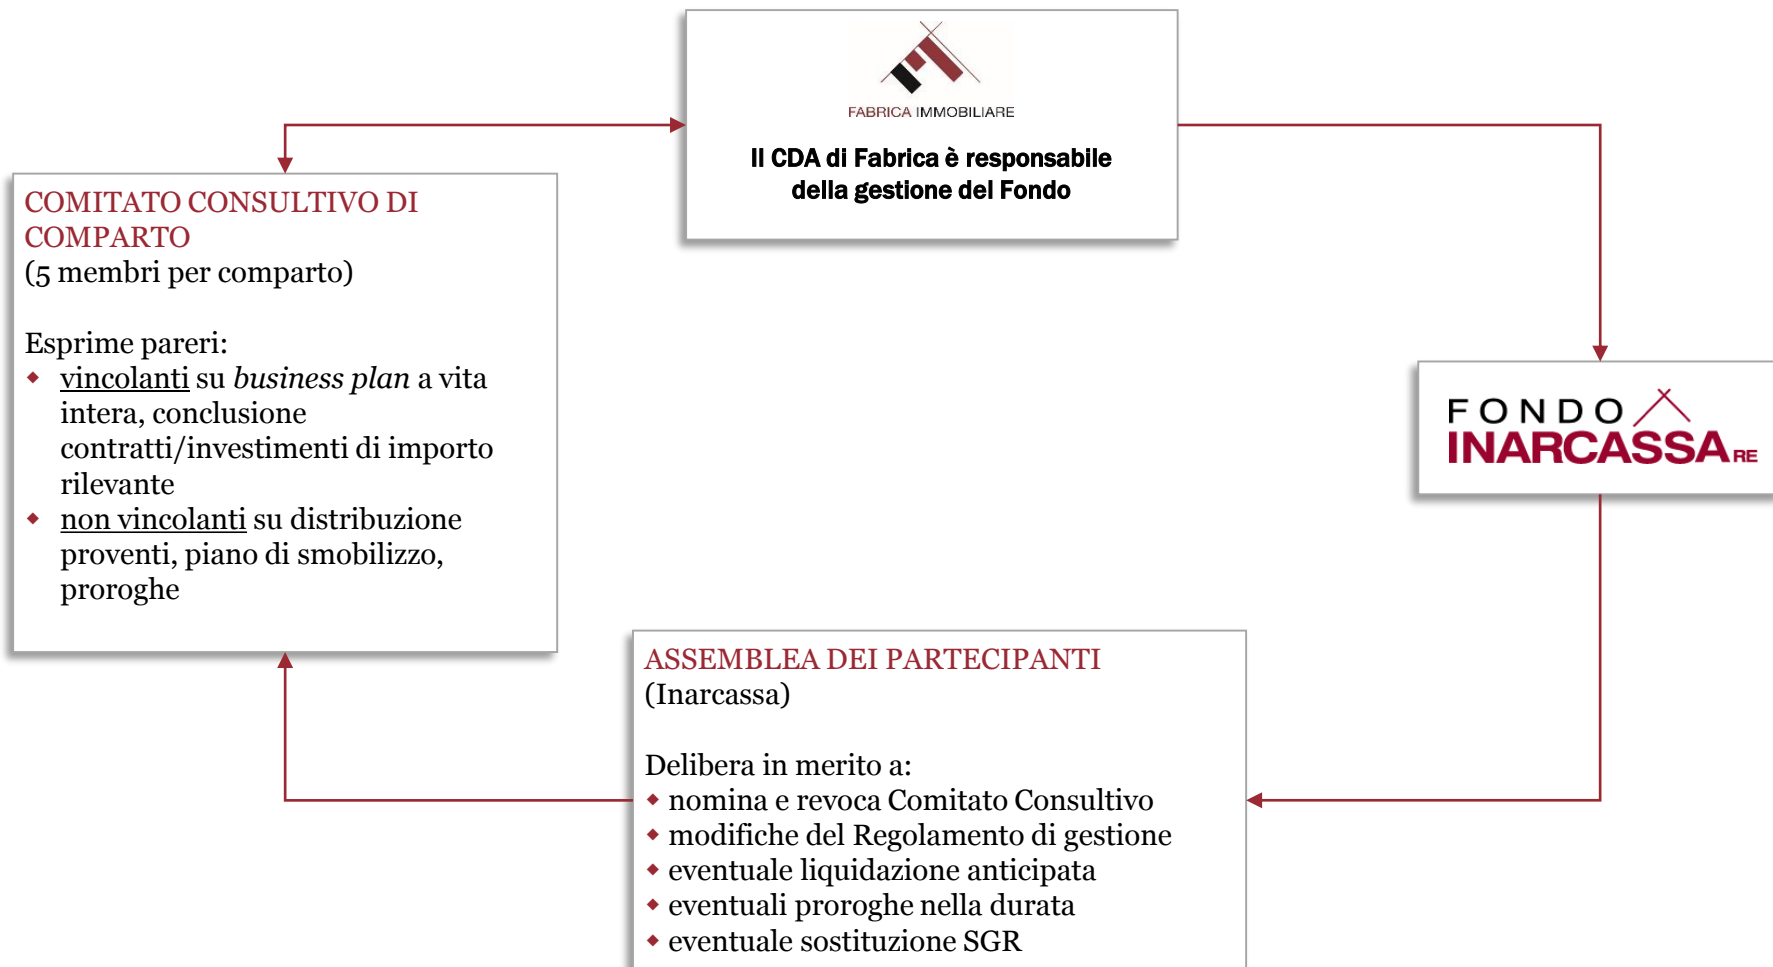 FABRICA IMMOBILIARE
Il CDA di Fabrica è responsabile
della gestione del Fondo
COMITATO CONSULTIVO DI
COMPARTO
(5 membri per comparto)
Esprime pareri:
◆ vincolanti su business plan a vita
intera, conclusione
contratti/investimenti di importo
rilevante
◆ non vincolanti su distribuzione
proventi, piano di smobilizzo,
proroghe
FONDO
INARCASSA RE
ASSEMBLEA DEI PARTECIPANTI
(Inarcassa)
Delibera in merito a:
◆ nomina e revoca Comitato Consultivo
◆ modifiche del Regolamento di gestione
◆ eventuale liquidazione anticipata
◆ eventuali proroghe nella durata
◆ eventuale sostituzione SGR